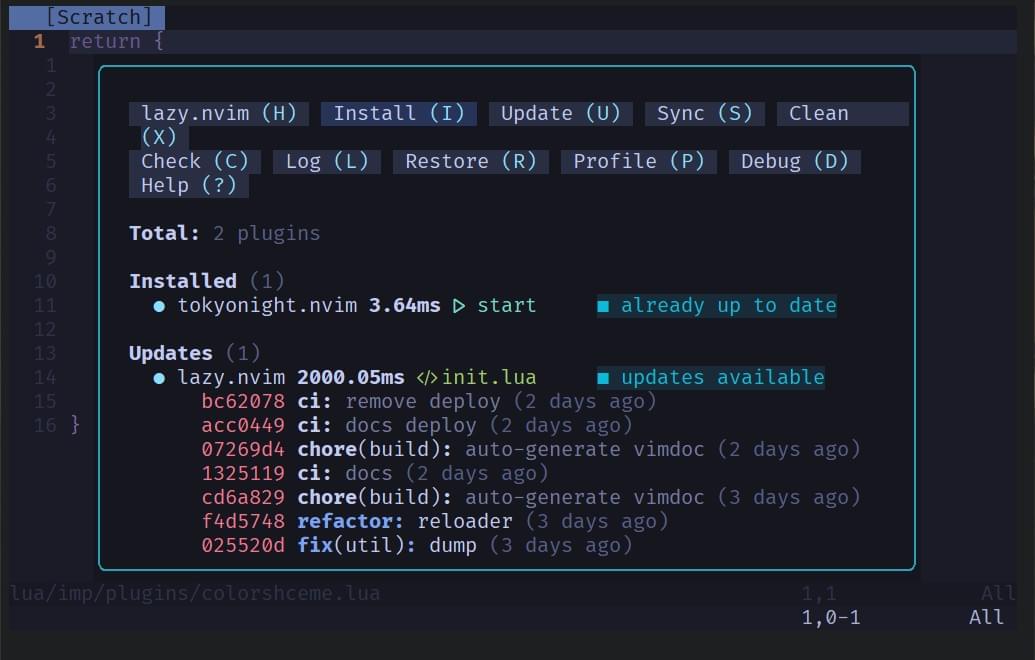 [Scratch]
1 return {
1
2
3 lazy.nvim (H) Install (I) Update (U) Sync (S) Clean
4 (X)
5 Check (C) Log (L) Restore (R) Profile (P) Debug (D)
6 Help (?)
7
8 Total: 2 plugins
9
10 Installed (1)
11 ● tokyonight.nvim 3.64ms ▷ start ■ already up to date
12
13 Updates (1)
14 ● lazy.nvim 2000.05ms </> init.lua ■ updates available
15 bc62078 ci: remove deploy (2 days ago)
16 } acc0449 ci: docs deploy (2 days ago)
07269d4 chore(build): auto-generate vimdoc (2 days ago)
1325119 ci: docs (2 days ago)
cd6a829 chore(build): auto-generate vimdoc (3 days ago)
f4d5748 refactor: reloader (3 days ago)
025520d fix(util): dump (3 days ago)
lua/imp/plugins/colorshceme.lua 1,1 All
1,0-1 All